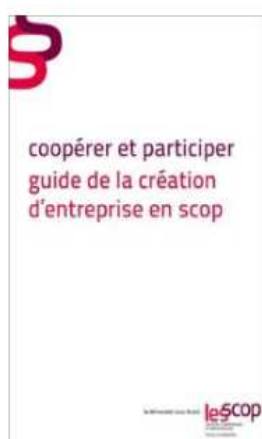 coopérer et participer
guide de la création
d'entreprise en scop
lesscop